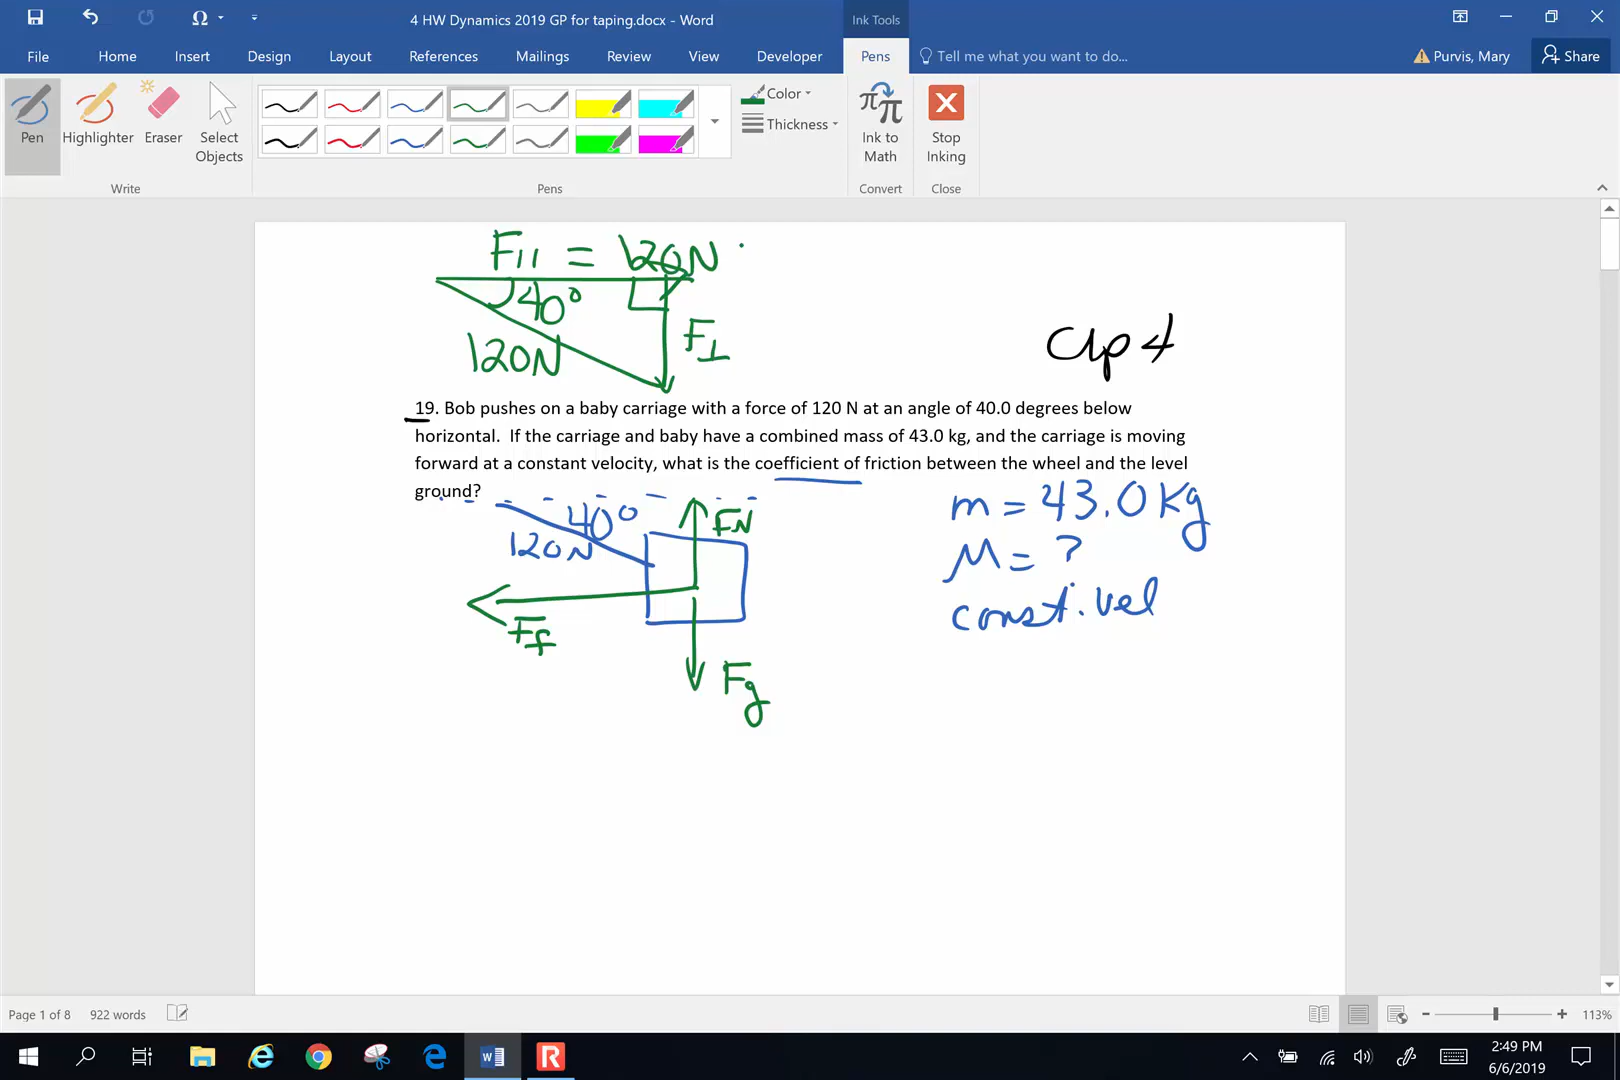 4 HW Dynamics 2019 GP for taping.docx - Word
Ink Tools
File Home Insert Design Layout References Mailings Review View Developer Pens Tell me what you want to do... Purvis, Mary Share
Pen
Highlighter
Eraser
Select Objects
Color
Thickness
Ink to Math
Stop Inking
Write
Pens
Convert
Close
F|| = 120N ·
40°
120N
F⊥
Clip 4
19. Bob pushes on a baby carriage with a force of 120 N at an angle of 40.0 degrees below
horizontal. If the carriage and baby have a combined mass of 43.0 kg, and the carriage is moving
forward at a constant velocity, what is the coefficient of friction between the wheel and the level
ground?
40°
120N
FN
Ff
Fg
m = 43.0 kg
μ = ?
const. vel
Page 1 of 8 922 words
113%
2:49 PM
6/6/2019